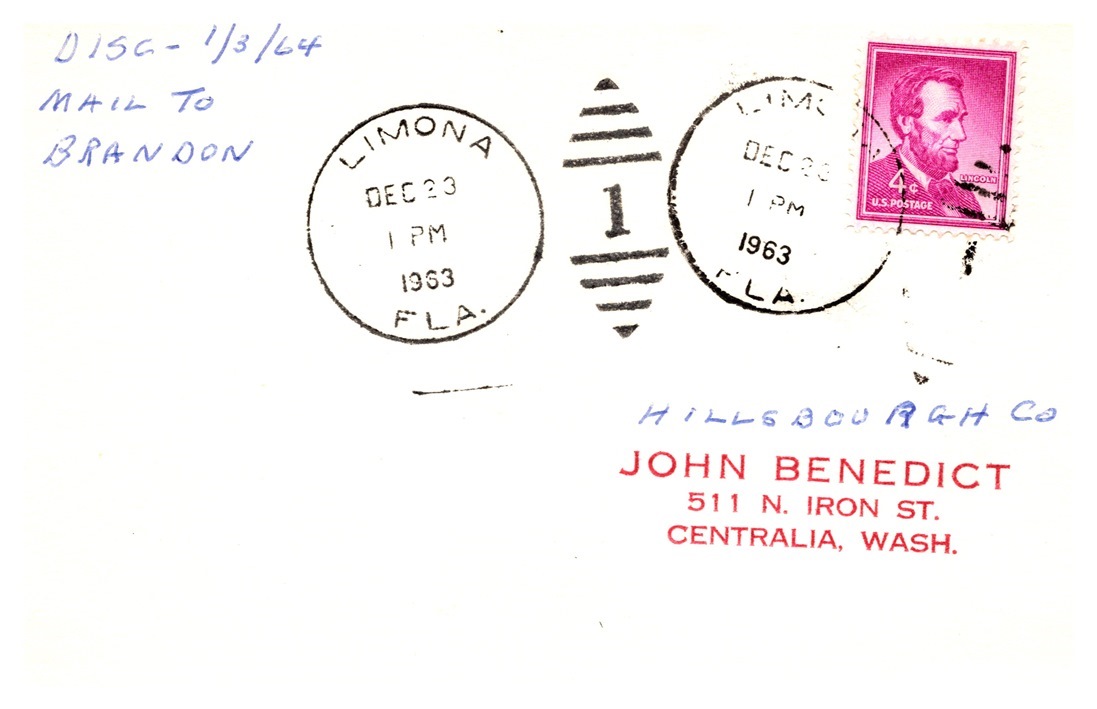 DISC - 1/3/64
MAIL TO
BRANDON
LIMONA
DEC 23
1 PM
1963
FLA.
1
LIMO
DEC 23
1 PM
1963
FLA.
LINCOLN
4¢
U.S. POSTAGE
HILLSBOURGH CO
JOHN BENEDICT
511 N. IRON ST.
CENTRALIA, WASH.